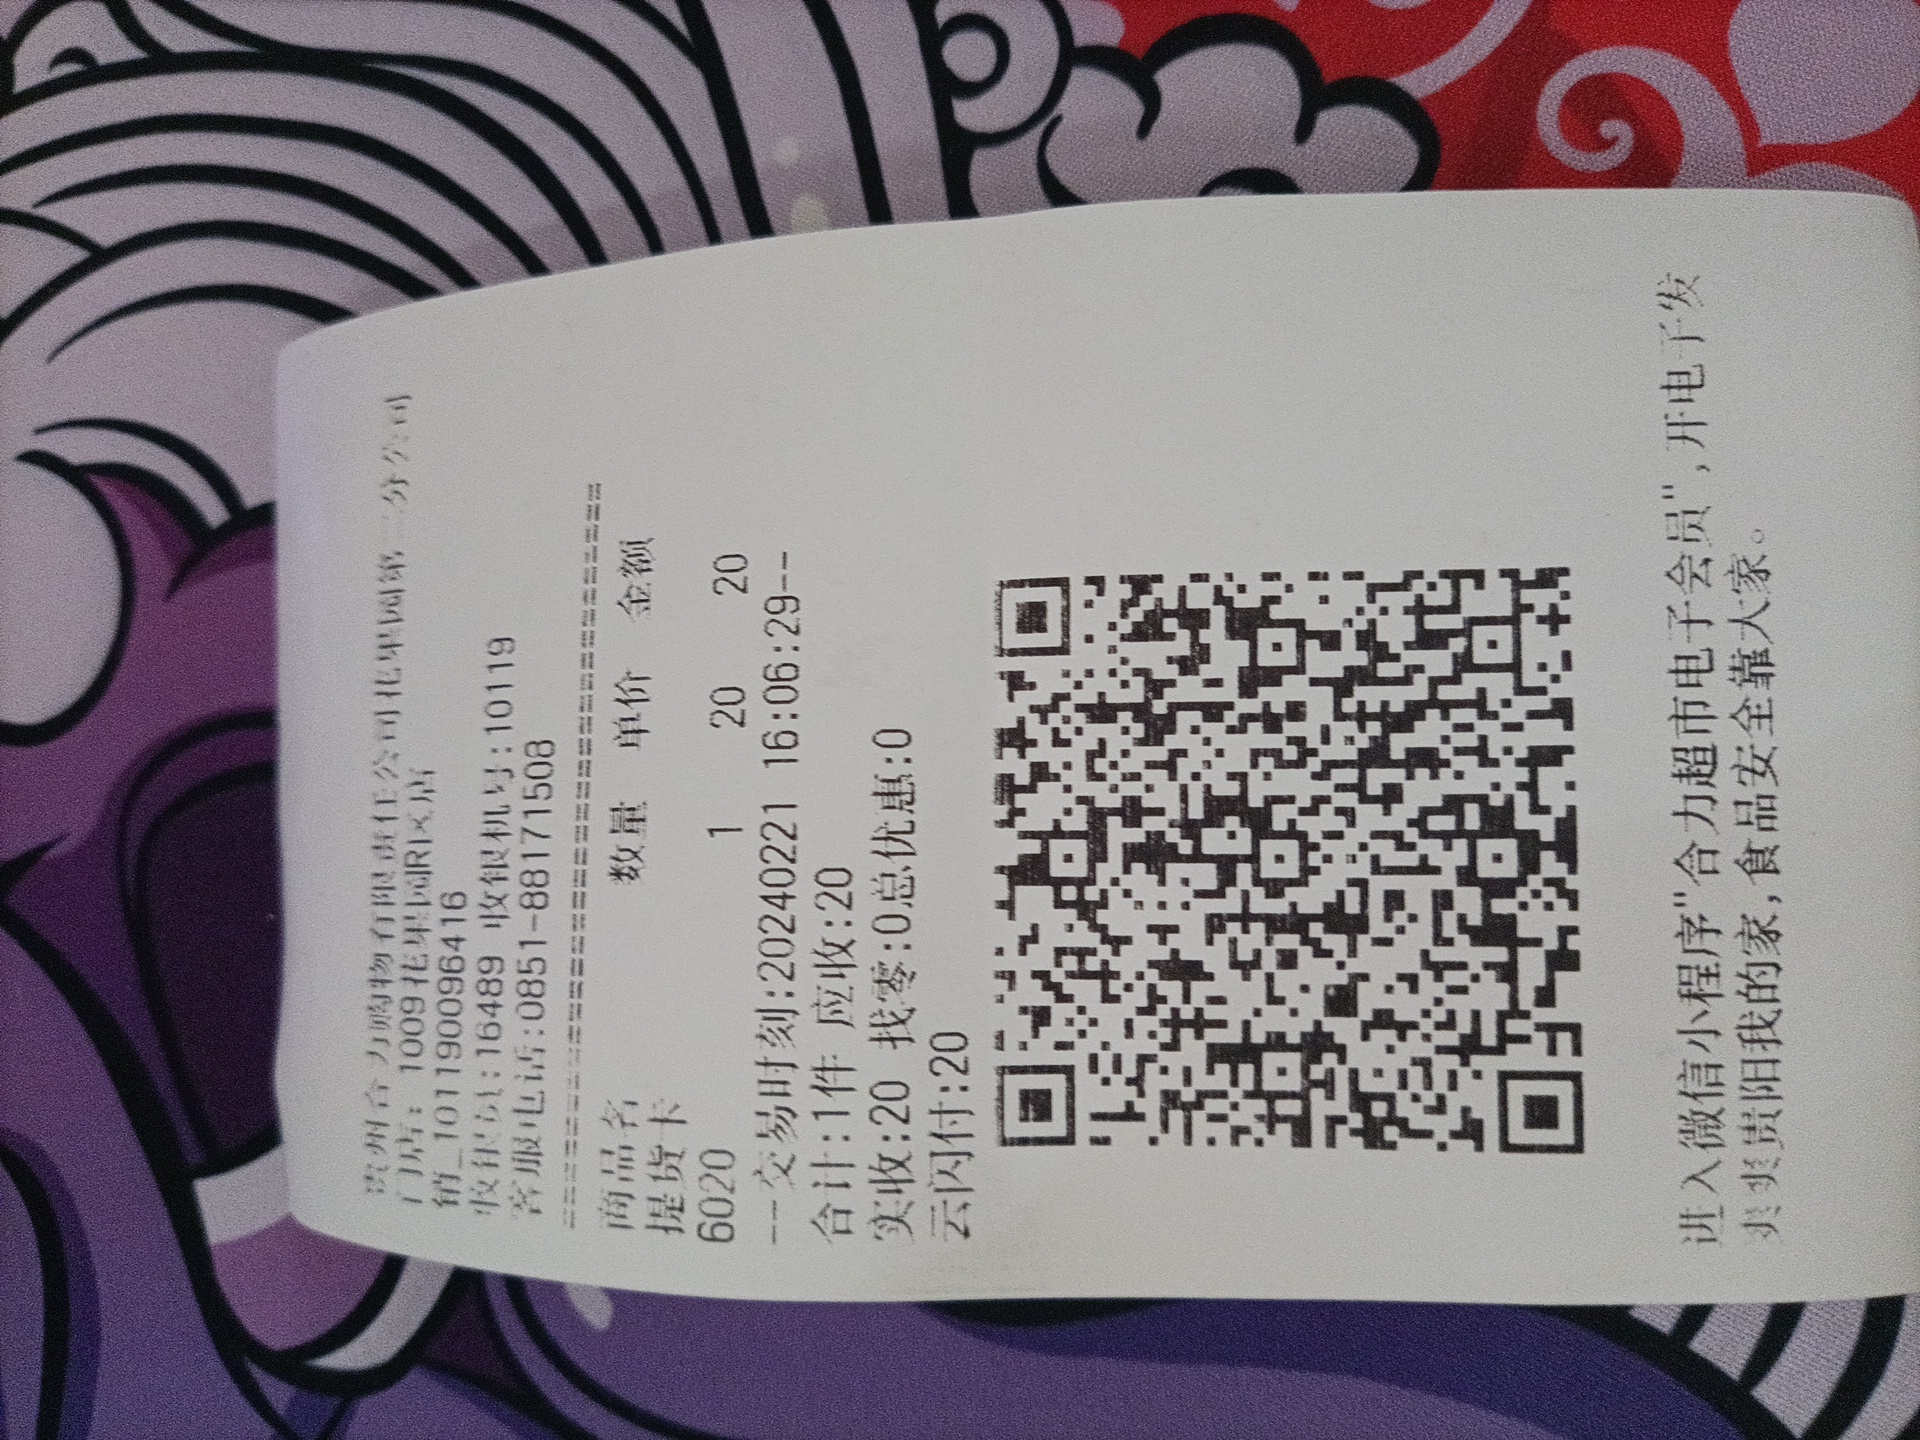 贵州合力购物有限责任公司花果园第二分公司
门店: 1009花果园R区店
销_10119009​6416
收银员:16489 收银机号:10119
客服电话:0851-88171508
商品名 数量 单价 金额
提货卡
6020 1 20 20
--交易时刻:20240221 16:06:29--
合计:1件 应收:20
实收:20 找零:0总优惠:0
云闪付:20
进入微信小程序"合力超市电子会员",开电子发
爽爽贵阳我的家,食品安全靠大家。